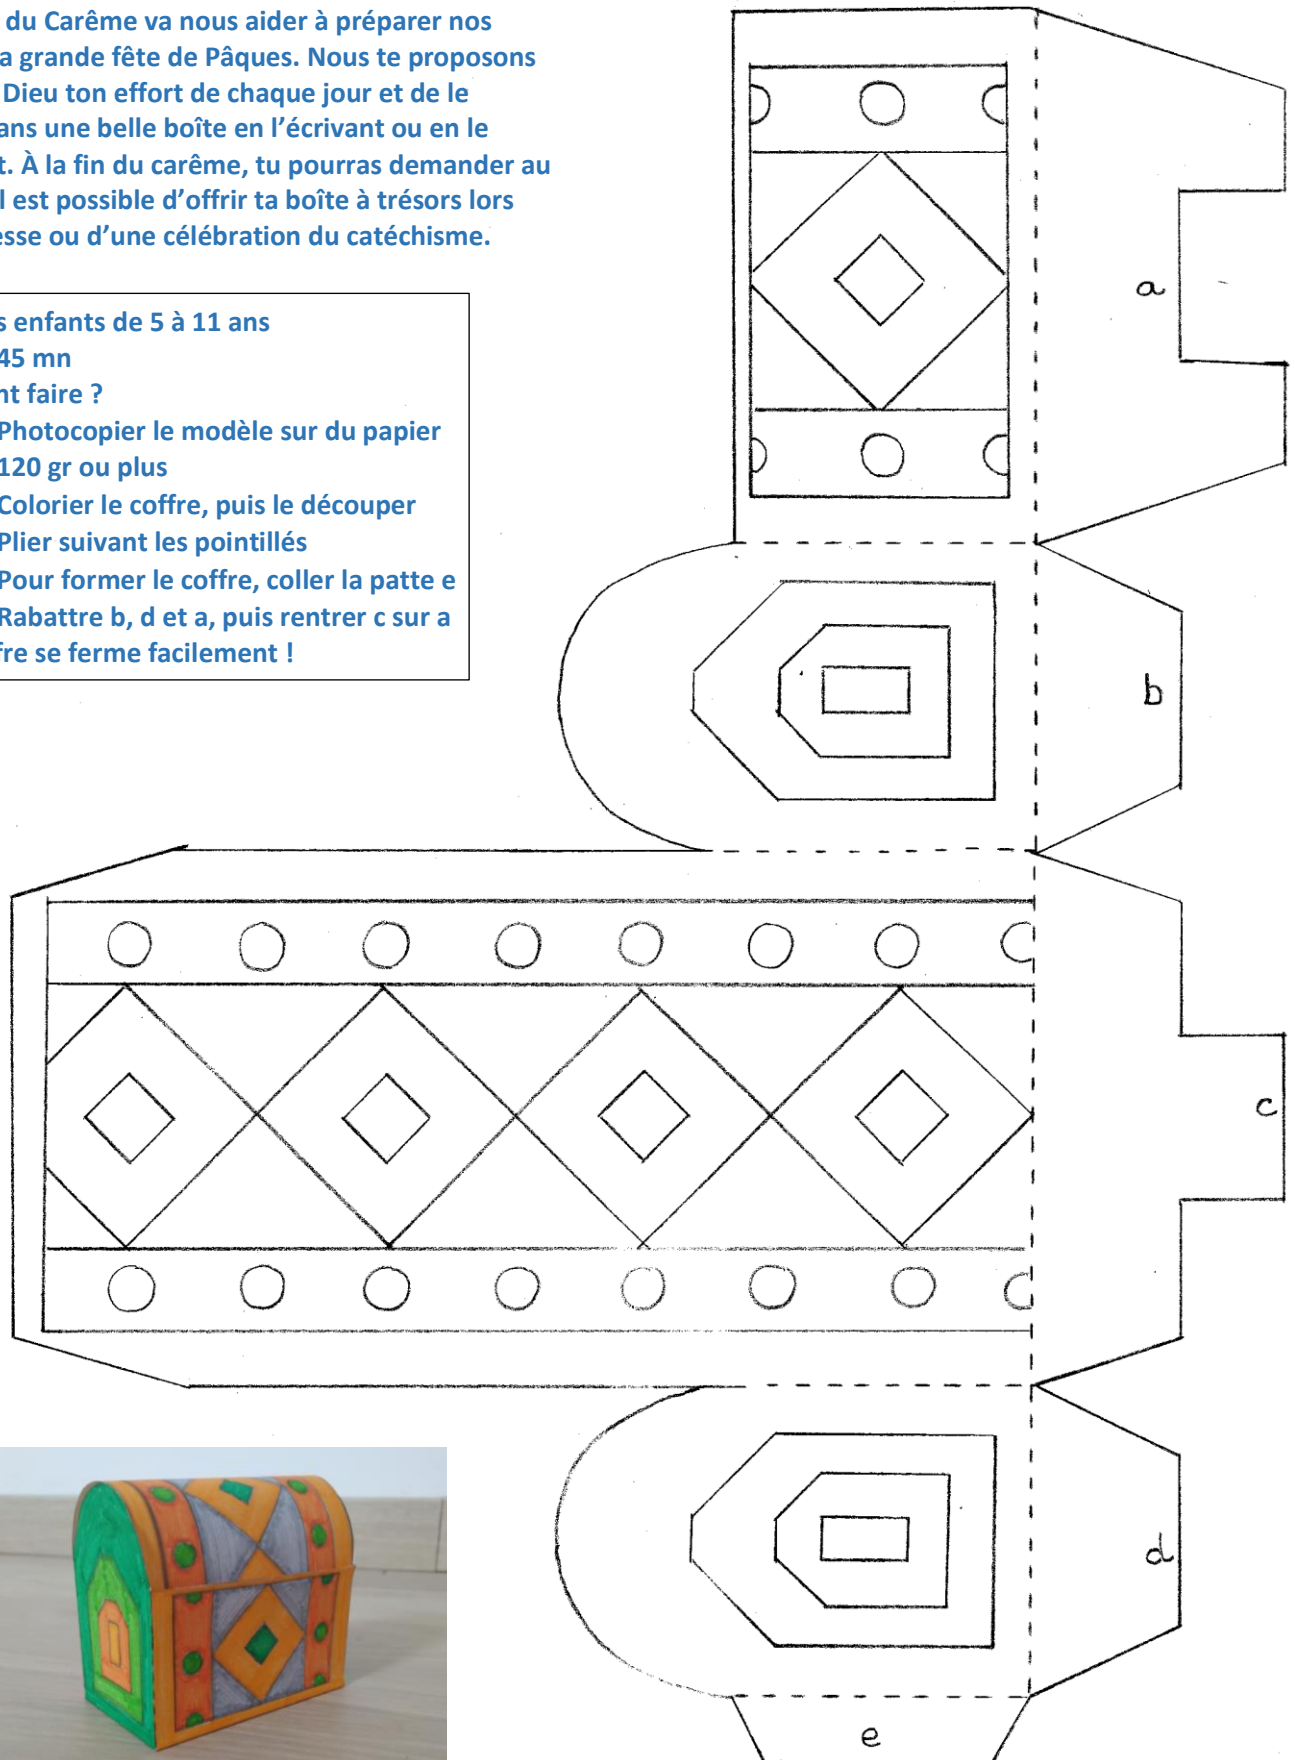 du Carême va nous aider à préparer nos
a grande fête de Pâques. Nous te proposons
Dieu ton effort de chaque jour et de le
ans une belle boîte en l’écrivant ou en le
t. À la fin du carême, tu pourras demander au
l est possible d’offrir ta boîte à trésors lors
esse ou d’une célébration du catéchisme.
s enfants de 5 à 11 ans
45 mn
nt faire ?
Photocopier le modèle sur du papier
120 gr ou plus
Colorier le coffre, puis le découper
Plier suivant les pointillés
Pour former le coffre, coller la patte e
Rabattre b, d et a, puis rentrer c sur a
fre se ferme facilement !
a
b
c
d
e